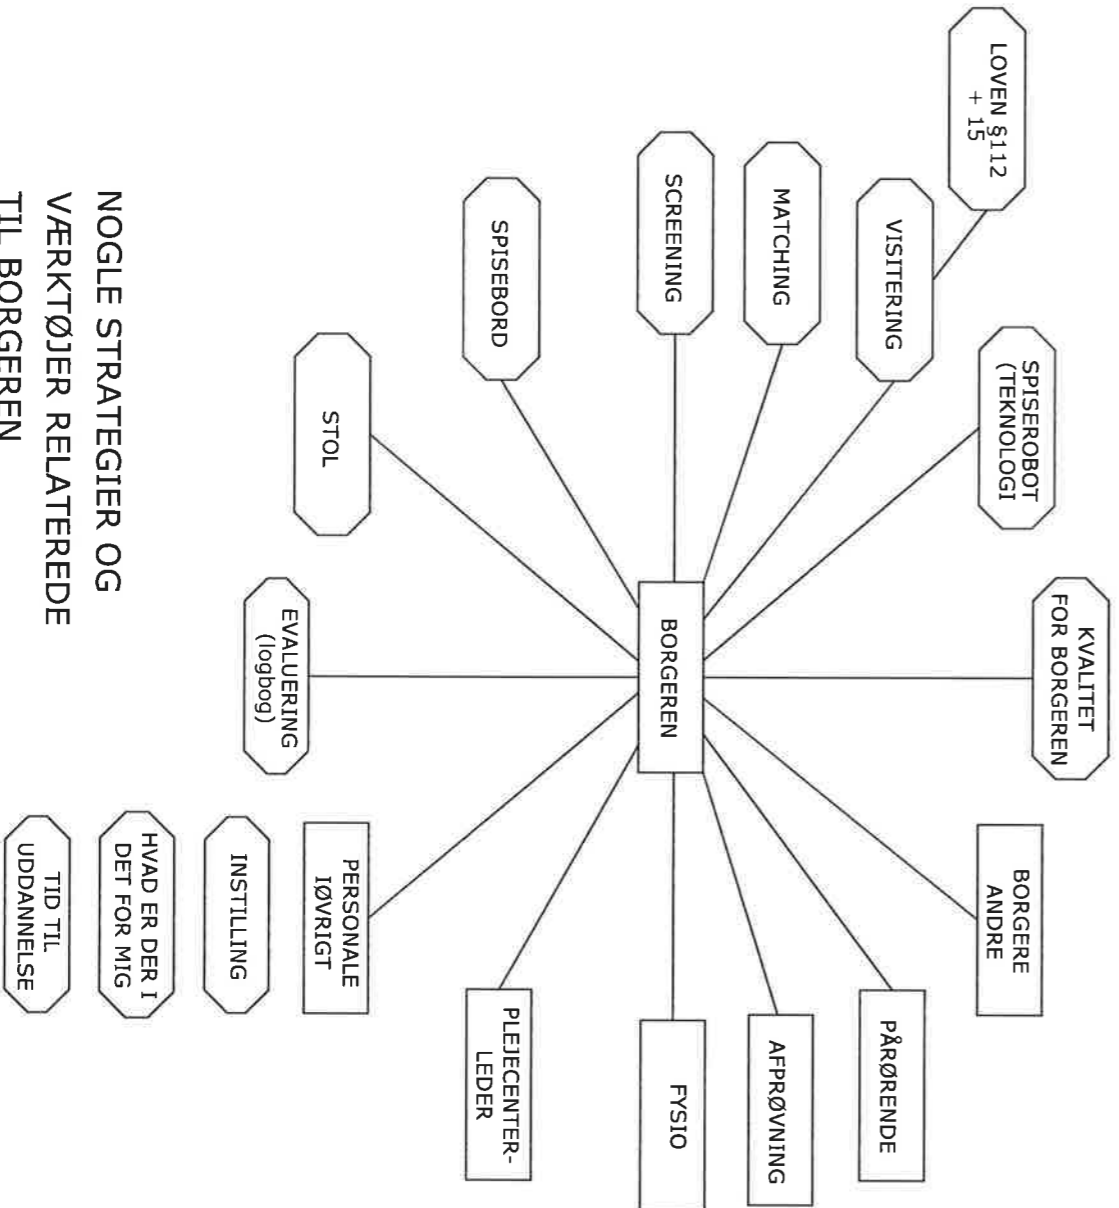 KVALITET
FOR BORGEREN
SPISEROBOT
(TEKNOLOGI
BORGERE
ANDRE
LOVEN §112
+ 15
VISITERING
PÅRØRENDE
MATCHING
AFPRØVNING
SCREENING
BORGEREN
FYSIO
SPISEBORD
PLEJECENTER-
LEDER
STOL
PERSONALE
IØVRIGT
EVALUERING
(logbog)
INSTILLING
HVAD ER DER I
DET FOR MIG
TID TIL
UDDANNELSE
NOGLE STRATEGIER OG
VÆRKTØJER RELATEREDE
TIL BORGEREN